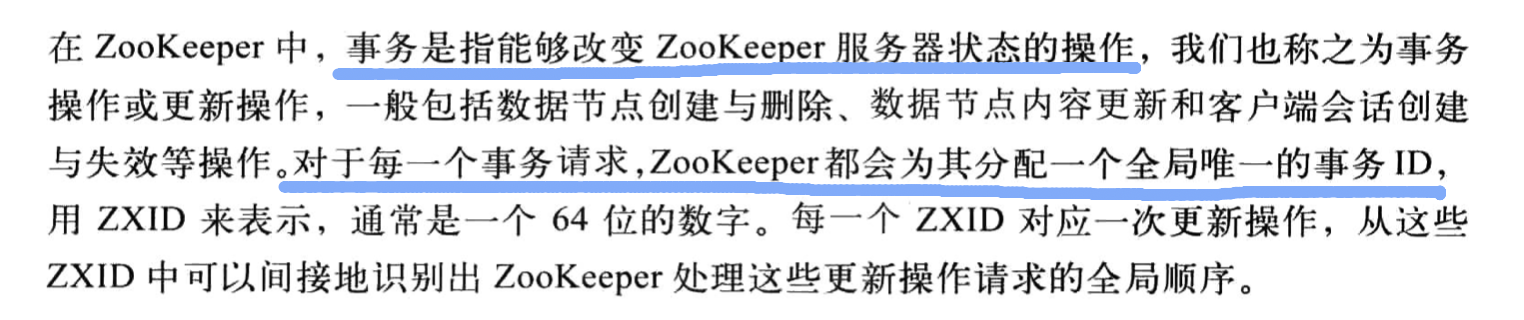 在 ZooKeeper 中，事务是指能够改变 ZooKeeper 服务器状态的操作，我们也称之为事务
操作或更新操作，一般包括数据节点创建与删除、数据节点内容更新和客户端会话创建
与失效等操作。对于每一个事务请求，ZooKeeper 都会为其分配一个全局唯一的事务 ID，
用 ZXID 来表示，通常是一个 64 位的数字。每一个 ZXID 对应一次更新操作，从这些
ZXID 中可以间接地识别出 ZooKeeper 处理这些更新操作请求的全局顺序。